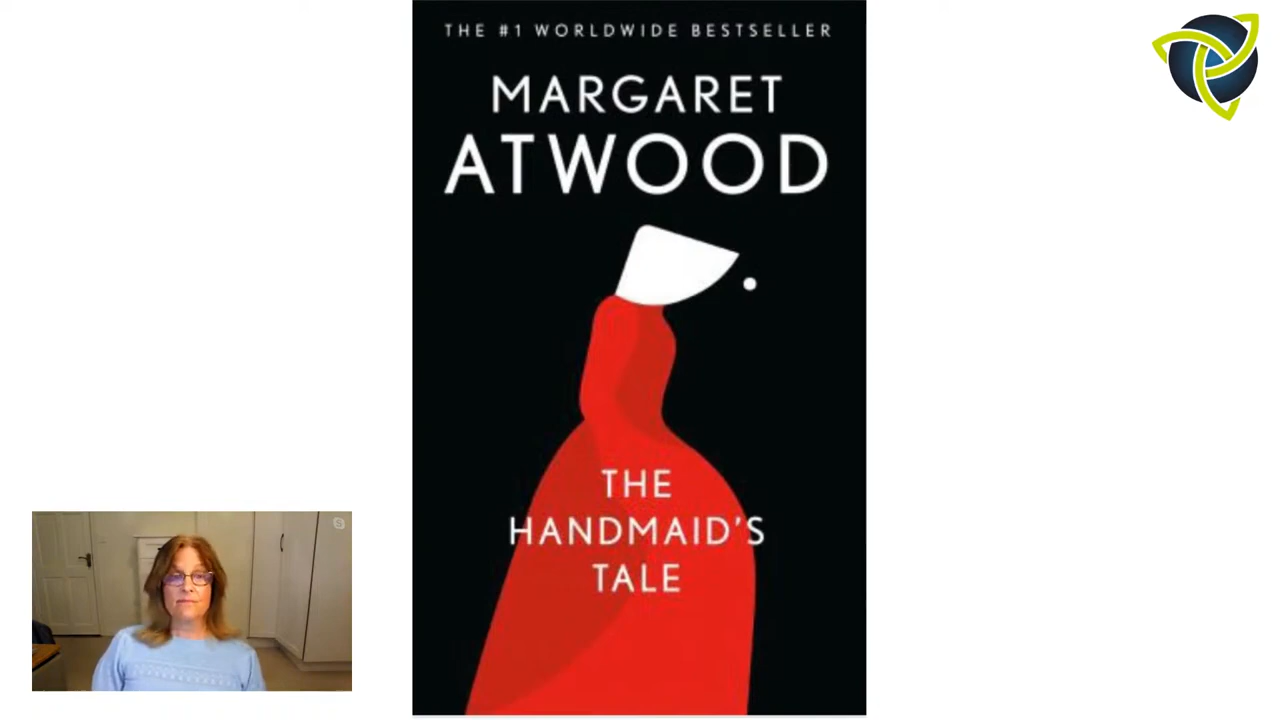 THE #1 WORLDWIDE BESTSELLER
MARGARET
ATWOOD
THE
HANDMAID'S
TALE